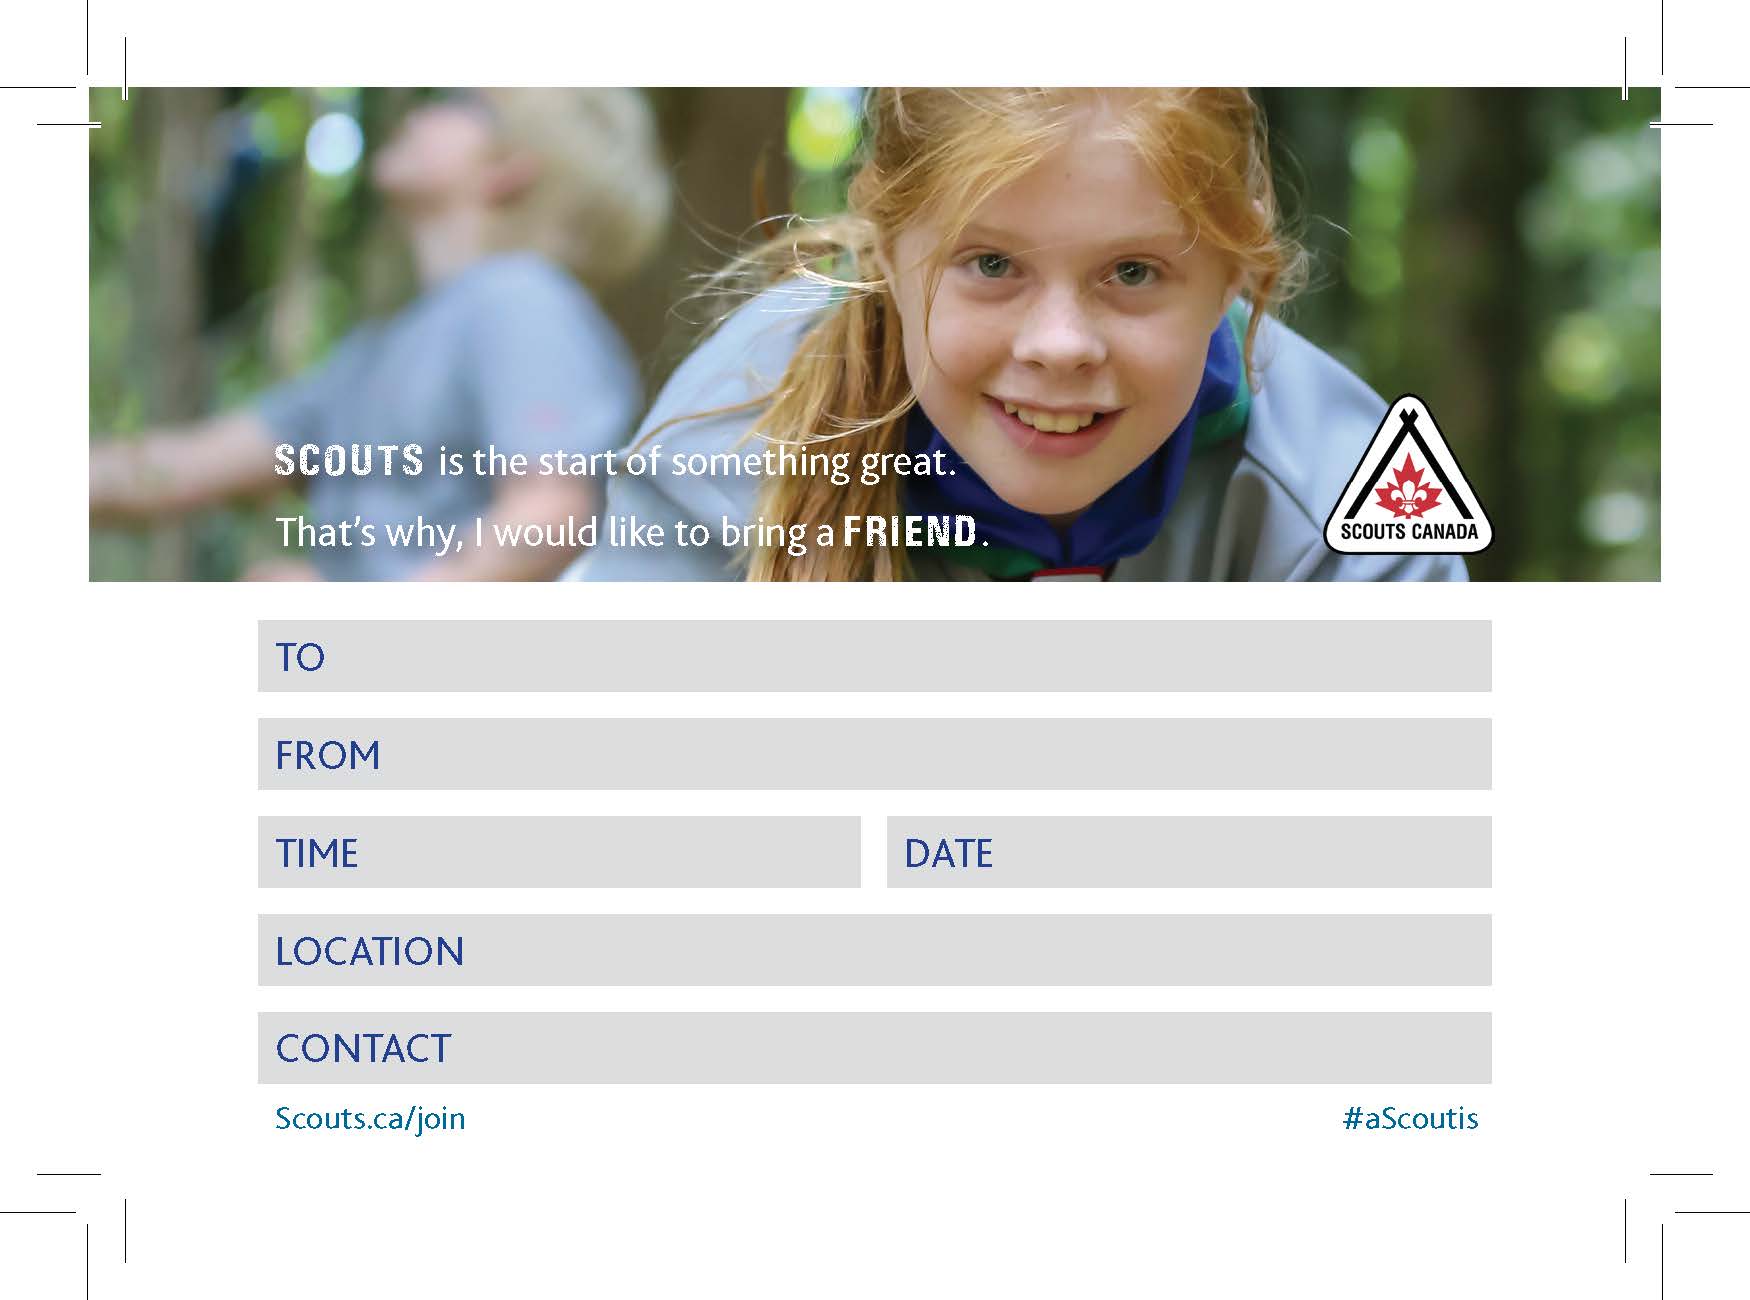 SCOUTS is the start of something great.
That's why, I would like to bring a FRIEND.
SCOUTS CANADA
TO
FROM
TIME
DATE
LOCATION
CONTACT
Scouts.ca/join
#aScoutis